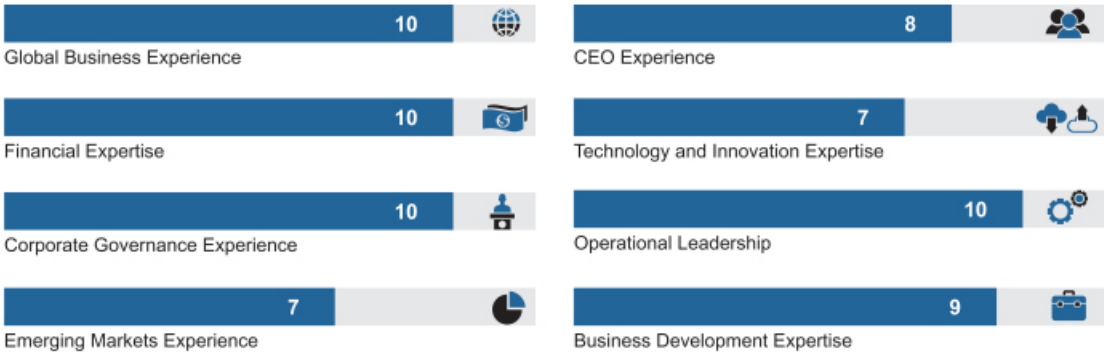 10
Global Business Experience
10
Financial Expertise
10
Corporate Governance Experience
7
Emerging Markets Experience
8
CEO Experience
7
Technology and Innovation Expertise
10
Operational Leadership
9
Business Development Expertise